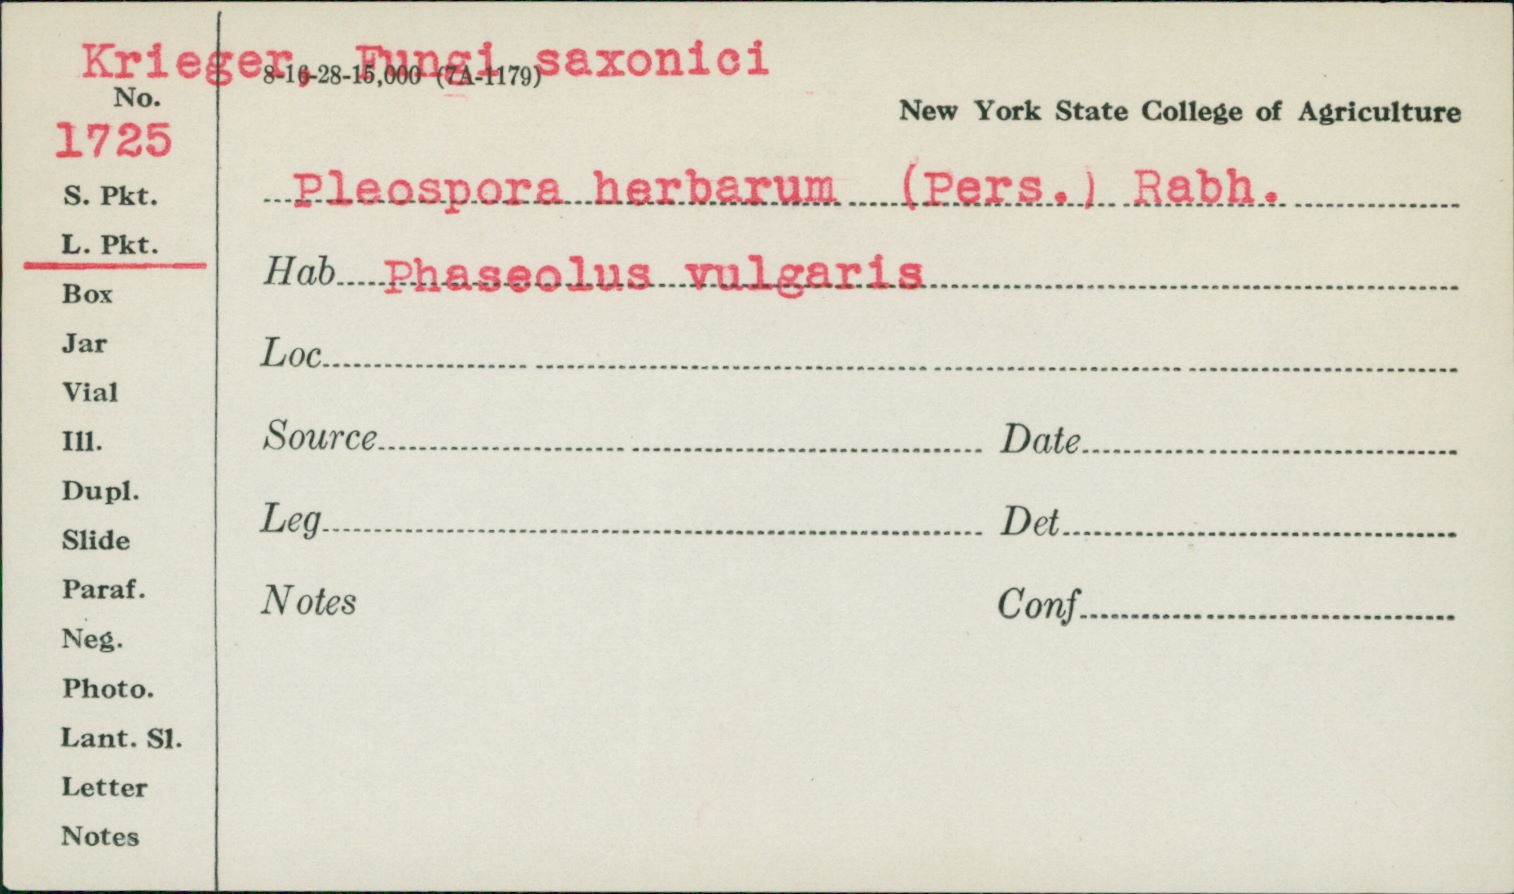 Krieger, Fungi saxonici
8-16-28-15,000 (7A-1179)
No.
New York State College of Agriculture
1725
S. Pkt.
Pleospora herbarum (Pers.) Rabh.
L. Pkt.
Hab Phaseolus vulgaris
Box
Jar
Loc
Vial
Ill.
Source Date
Dupl.
Leg Det
Slide
Paraf.
Notes Conf
Neg.
Photo.
Lant. Sl.
Letter
Notes